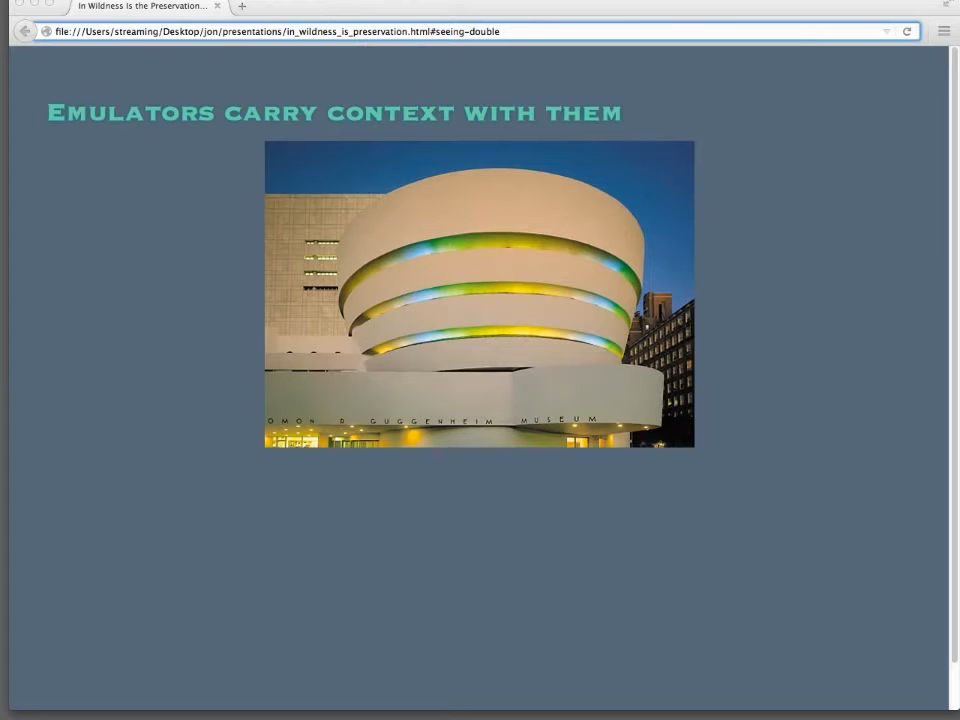 In Wildness Is the Preservation...
file:///Users/streaming/Desktop/jon/presentations/in_wildness_is_preservation.html#seeing-double
Emulators carry context with them
OMON R GUGGENHEIM MUSEUM